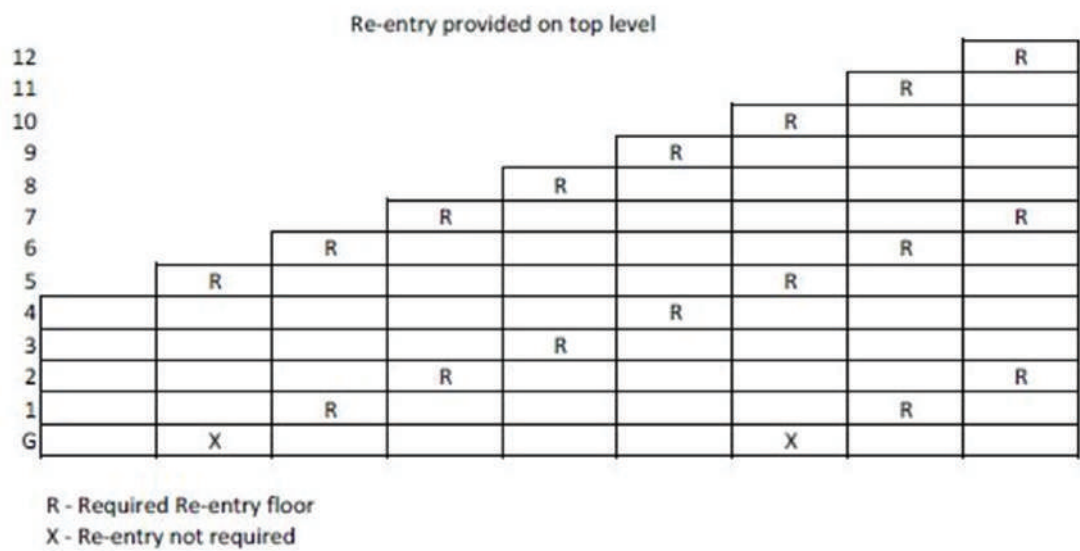 Re-entry provided on top level
12 R
11 R
10 R
9 R
8 R
7 R R
6 R R
5 R R
4 R
3 R
2 R R
1 R R
G X X
R - Required Re-entry floor
X - Re-entry not required